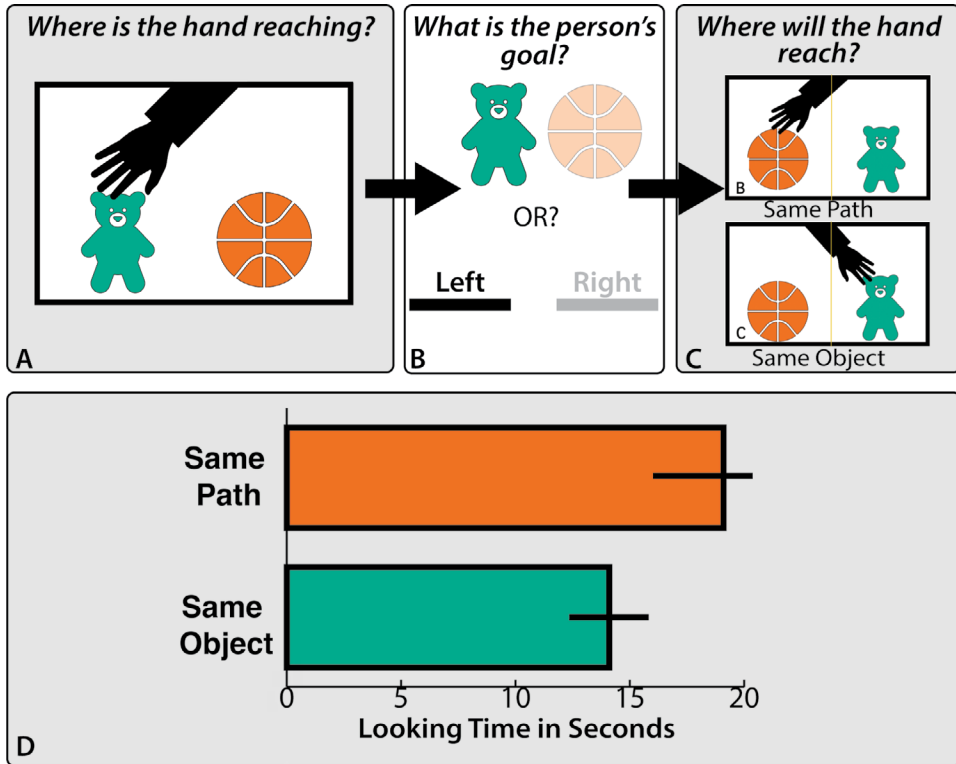 Where is the hand reaching?
A
What is the person's
goal?
OR?
Left Right
B
Where will the hand
reach?
B
Same Path
C
Same Object
C
Same
Path
Same
Object
0 5 10 15 20
Looking Time in Seconds
D